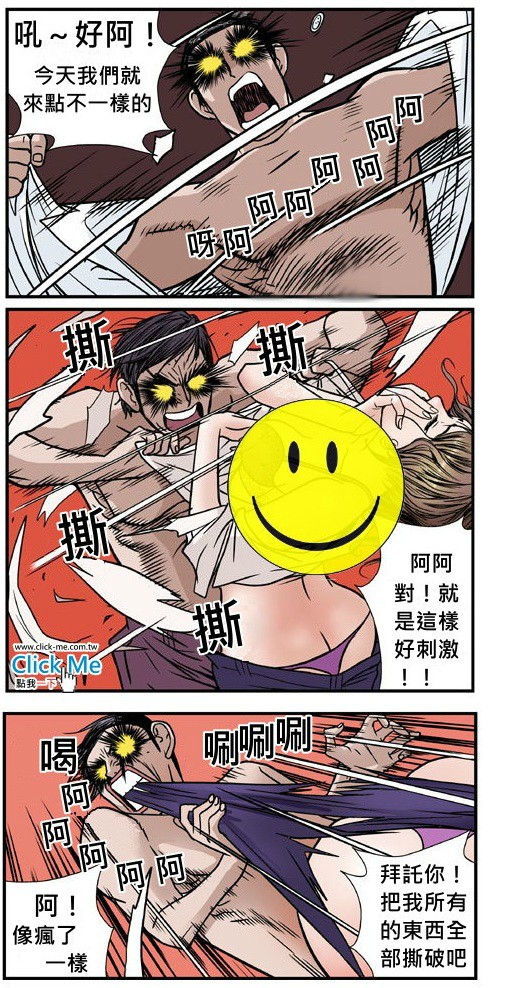 吼~好阿！
今天我們就
來點不一樣的
呀阿阿阿阿阿阿阿
撕
撕
撕
撕
阿阿
對！就
是這樣
好刺激
！！
www.click-me.com.tw
Click Me
點我一下
喝
阿
阿
阿
阿
阿
唰唰唰
阿！
像瘋了
一樣
拜託你！
把我所有
的東西全
部撕破吧